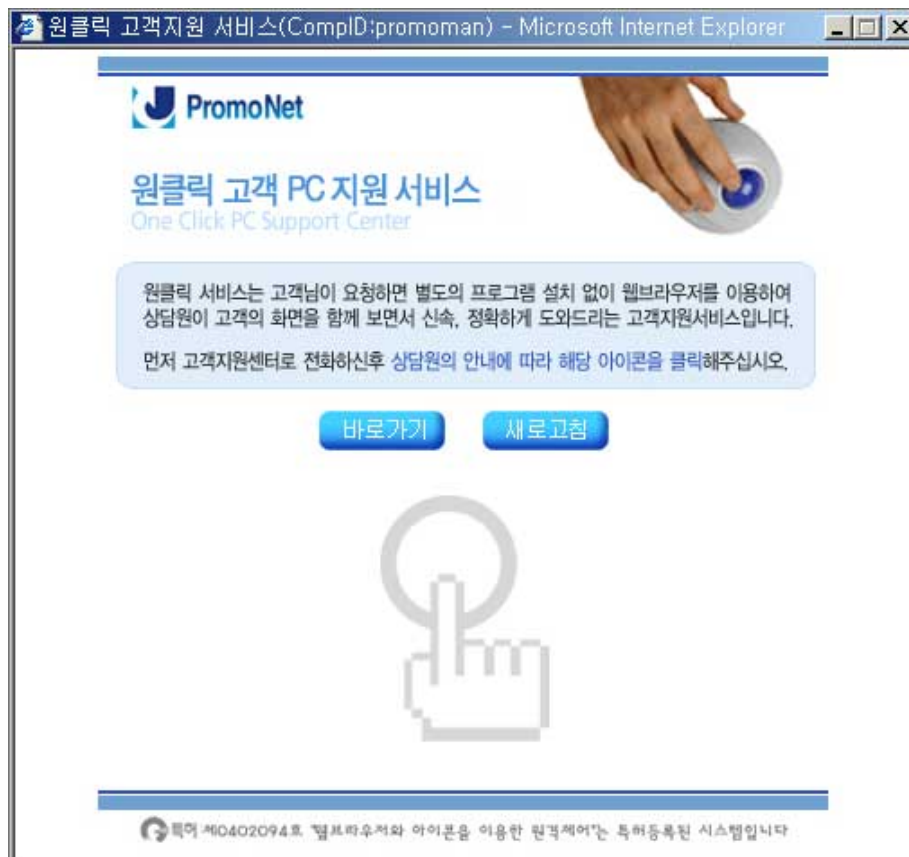 원클릭 고객지원 서비스(CompID:promoman) - Microsoft Internet Explorer
PromoNet
원클릭 고객 PC 지원 서비스
One Click PC Support Center
원클릭 서비스는 고객님이 요청하면 별도의 프로그램 설치 없이 웹브라우저를 이용하여
상담원이 고객의 화면을 함께 보면서 신속, 정확하게 도와드리는 고객지원서비스입니다.
먼저 고객지원센터로 전화하신후 상담원의 안내에 따라 해당 아이콘을 클릭해주십시오.
바로가기 새로고침
특허 제0402094호 "웹브라우저와 아이콘을 이용한 원격제어"는 특허등록된 시스템입니다